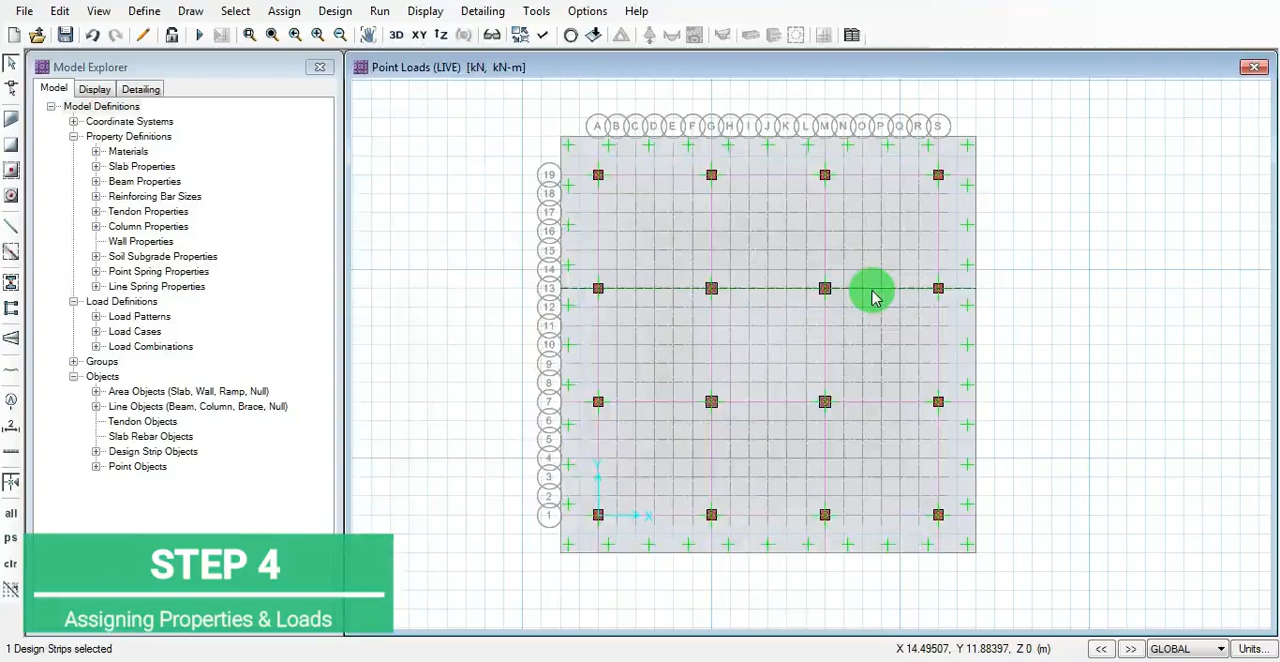 File Edit View Define Draw Select Assign Design Run Display Detailing Tools Options Help
3D XY
Model Explorer
Point Loads (LIVE) [kN, kN-m]
Model Display Detailing
Model Definitions
Coordinate Systems
Property Definitions
Materials
Slab Properties
Beam Properties
Reinforcing Bar Sizes
Tendon Properties
Column Properties
Wall Properties
Soil Subgrade Properties
Point Spring Properties
Line Spring Properties
Load Definitions
Load Patterns
Load Cases
Load Combinations
Groups
Objects
Area Objects (Slab, Wall, Ramp, Null)
Line Objects (Beam, Column, Brace, Null)
Tendon Objects
Slab Rebar Objects
Design Strip Objects
Point Objects
all
ps
clr
A B C D E F G H I J K L M N O P Q R S
19
18
17
16
15
14
13
12
11
10
9
8
7
6
5
4
3
2
1
Y
X
STEP 4
Assigning Properties & Loads
1 Design Strips selected
X 14.49507, Y 11.88397, Z 0 (m)
<< >> GLOBAL Units...